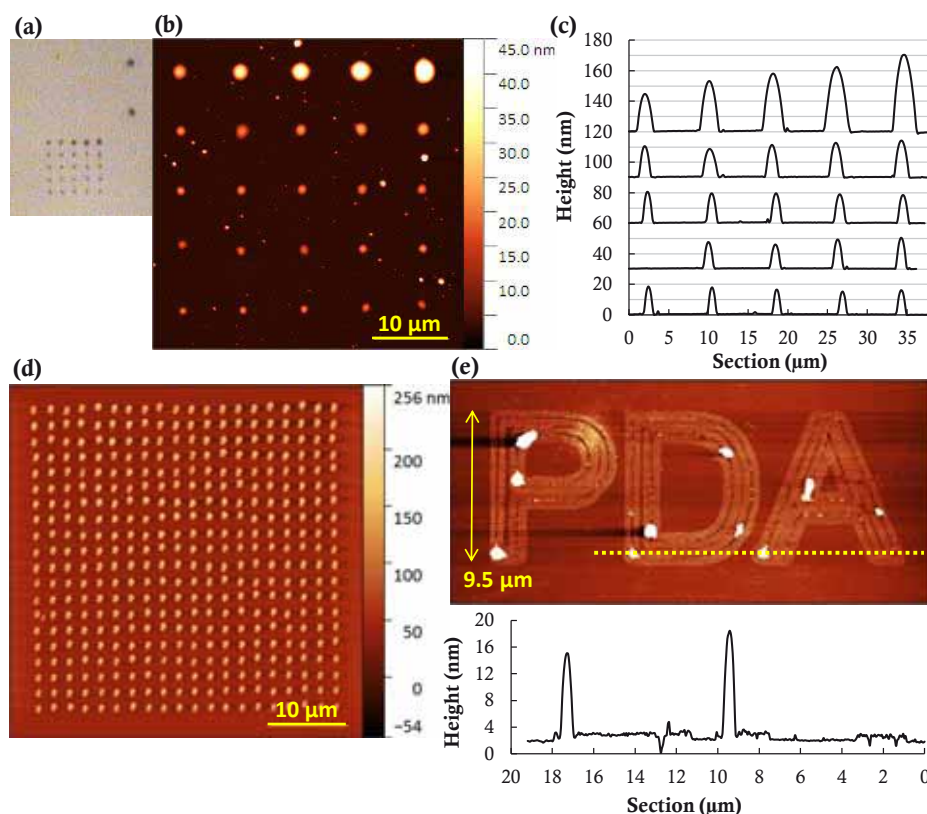 (a)
(b)
45.0 nm
40.0
35.0
30.0
25.0
20.0
15.0
10.0
5.0
0.0
10 µm
(c)
Height (nm)
180
160
140
120
100
80
60
40
20
0
0 5 10 15 20 25 30 35
Section (µm)
(d)
256 nm
200
150
100
50
0
−54
10 µm
(e)
PDA
9.5 µm
Height (nm)
20
16
12
8
4
0
20 18 16 14 12 10 8 6 4 2 0
Section (µm)